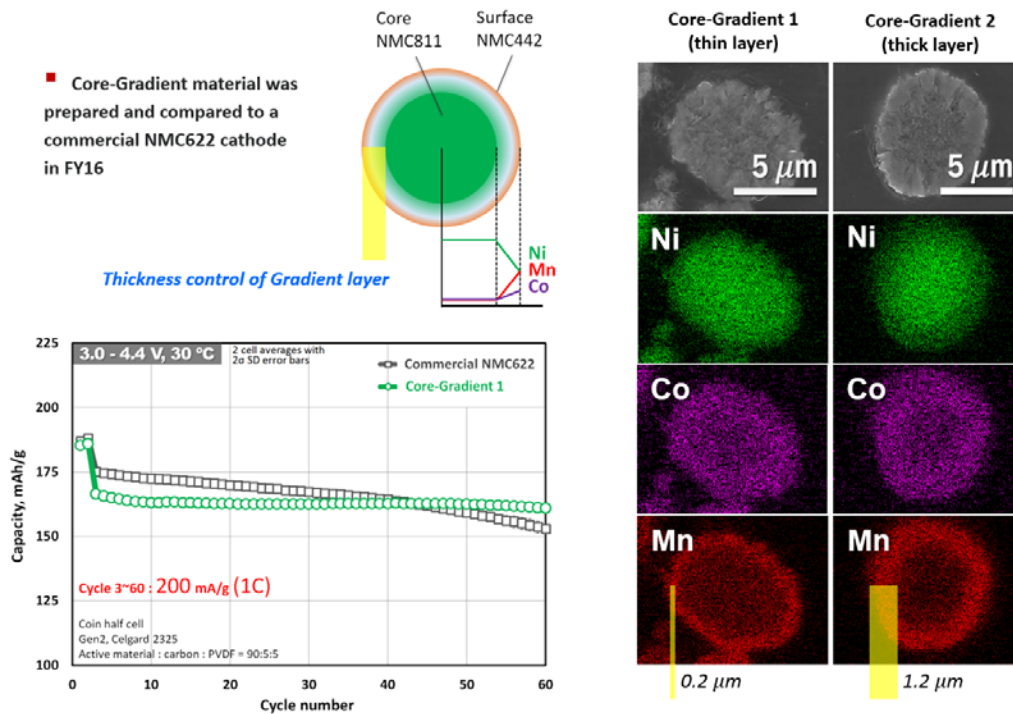 ■ Core-Gradient material was
prepared and compared to a
commercial NMC622 cathode
in FY16
Core
NMC811
Surface
NMC442
Ni
Mn
Co
Thickness control of Gradient layer
3.0 - 4.4 V, 30 °C
2 cell averages with
2σ SD error bars
Commercial NMC622
Core-Gradient 1
225
200
175
150
125
100
Capacity, mAh/g
Cycle 3~60 : 200 mA/g (1C)
Coin half cell
Gen2, Celgard 2325
Active material : carbon : PVDF = 90:5:5
0 10 20 30 40 50 60
Cycle number
Core-Gradient 1
(thin layer)
Core-Gradient 2
(thick layer)
5 μm
5 μm
Ni
Ni
Co
Co
Mn
Mn
0.2 μm
1.2 μm